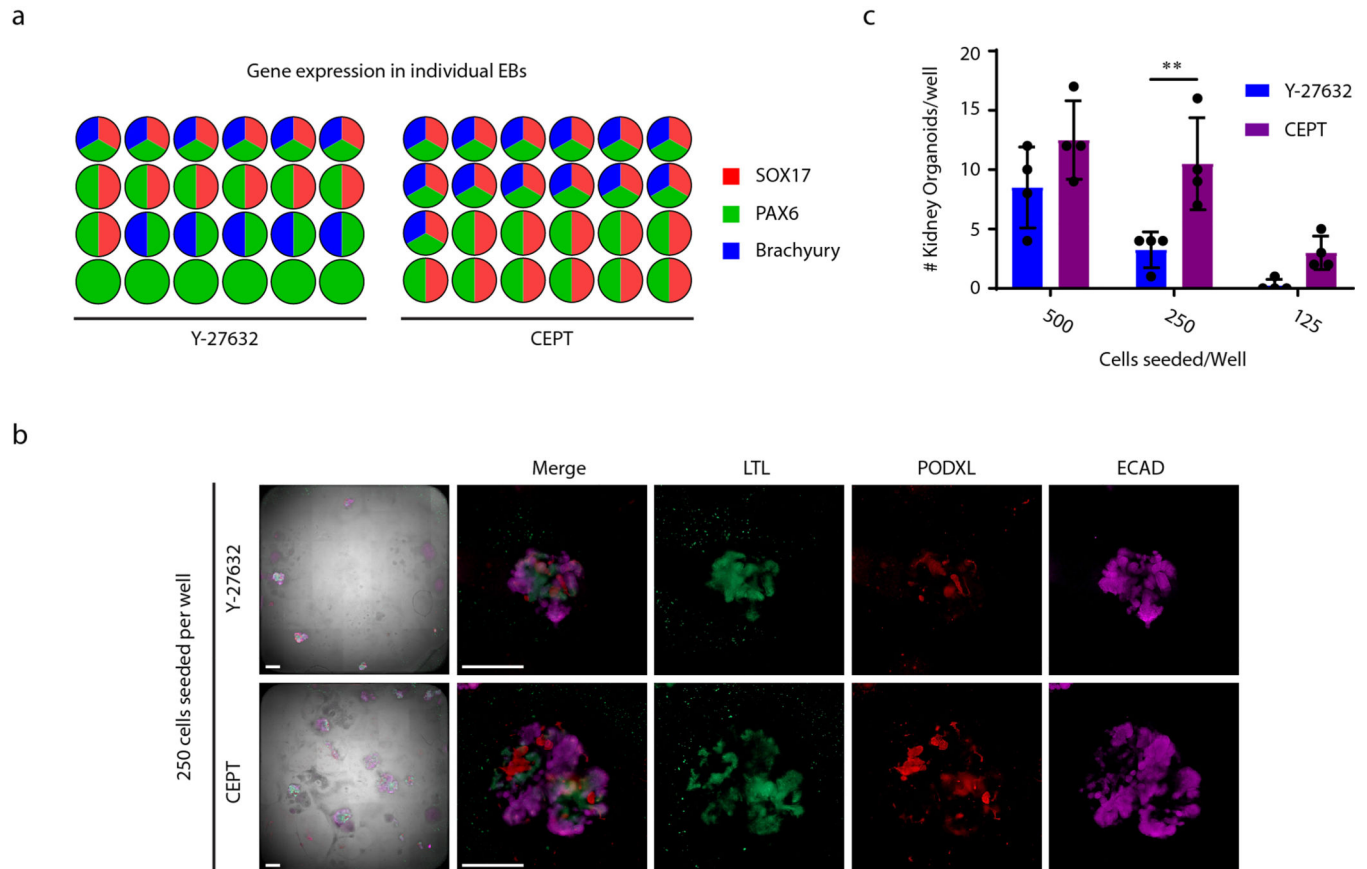 a
Gene expression in individual EBs
Y-27632
CEPT
SOX17
PAX6
Brachyury
c
# Kidney Organoids/well
20
15
10
5
0
**
Y-27632
CEPT
500
250
125
Cells seeded/Well
b
Merge
LTL
PODXL
ECAD
250 cells seeded per well
Y-27632
CEPT